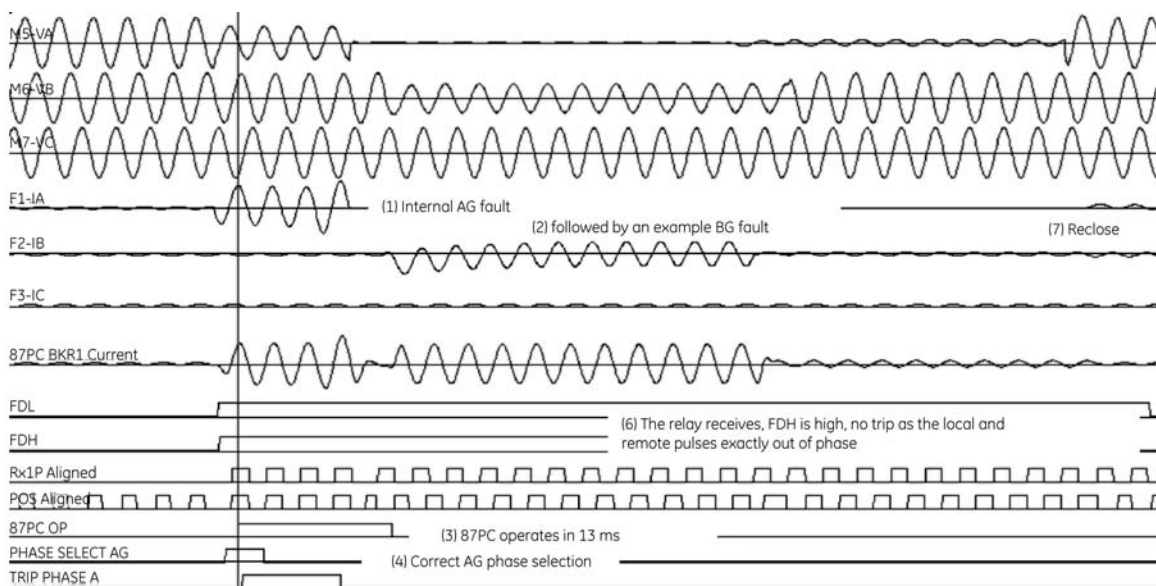 M5-VA
M6-VB
M7-VC
F1-IA
(1) Internal AG fault
(2) followed by an example BG fault
(7) Reclose
F2-IB
F3-IC
87PC BKR1 Current
FDL
(6) The relay receives, FDH is high, no trip as the local and
remote pulses exactly out of phase
FDH
Rx1P Aligned
POS Aligned
87PC OP
(3) 87PC operates in 13 ms
PHASE SELECT AG
(4) Correct AG phase selection
TRIP PHASE A